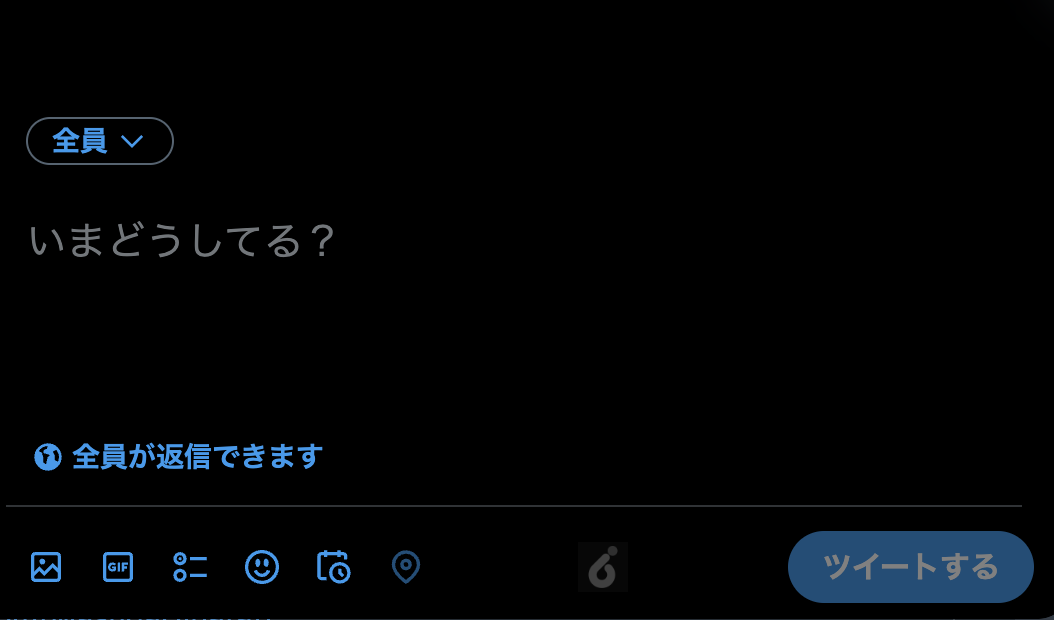 全員
いまどうしてる？
全員が返信できます
GIF
ツイートする